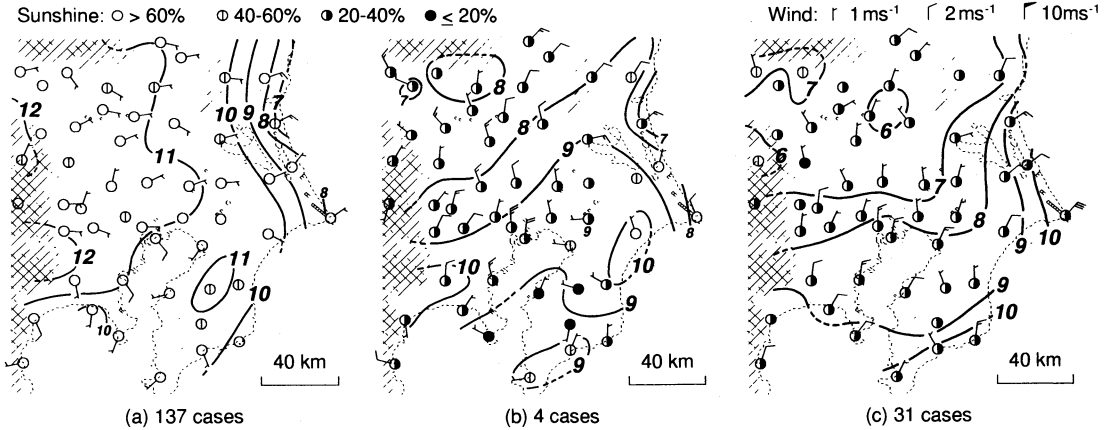 Sunshine: > 60% 40-60% 20-40% ≤ 20% Wind: 1 ms⁻¹ 2 ms⁻¹ 10ms⁻¹
12 10 9 7 8 11 8 12 11 10 10
40 km
(a) 137 cases
8 7 8 9 7 9 8 10 10 9 9
40 km
(b) 4 cases
7 6 6 7 8 9 10 9 10
40 km
(c) 31 cases